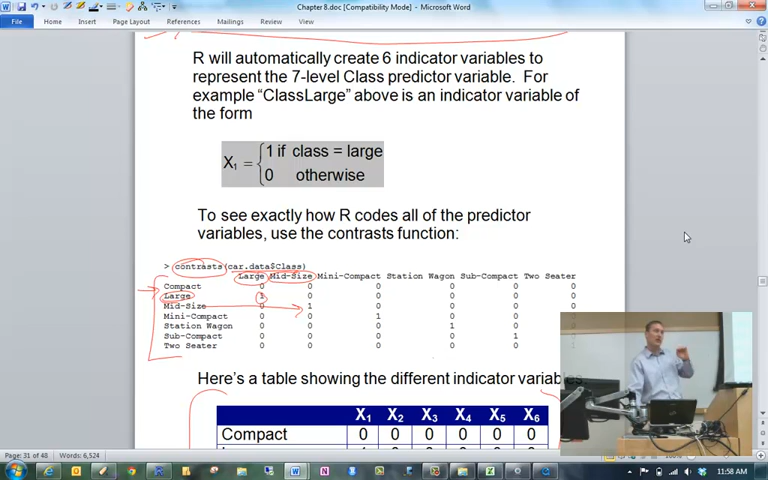 Chapter 8.doc [Compatibility Mode] - Microsoft Word
File Home Insert Page Layout References Mailings Review View
R will automatically create 6 indicator variables to
represent the 7-level Class predictor variable. For
example “ClassLarge” above is an indicator variable of
the form
X1 = { 1 if class = large
0 otherwise
To see exactly how R codes all of the predictor
variables, use the contrasts function:
> contrasts(car.data$Class)
Large Mid-Size Mini-Compact Station Wagon Sub-Compact Two Seater
Compact 0 0 0 0 0 0
Large 1 0 0 0 0 0
Mid-Size 0 1 0 0 0 0
Mini-Compact 0 0 1 0 0
Station Wagon 0 0 0 1 0
Sub-Compact 0 0 0 0 1
Two Seater 0 0 0 0 0
Here’s a table showing the different indicator variables
X1 X2 X3 X4 X5 X6
Compact 0 0 0 0 0 0
Page: 31 of 48 Words: 6,524
11:58 AM